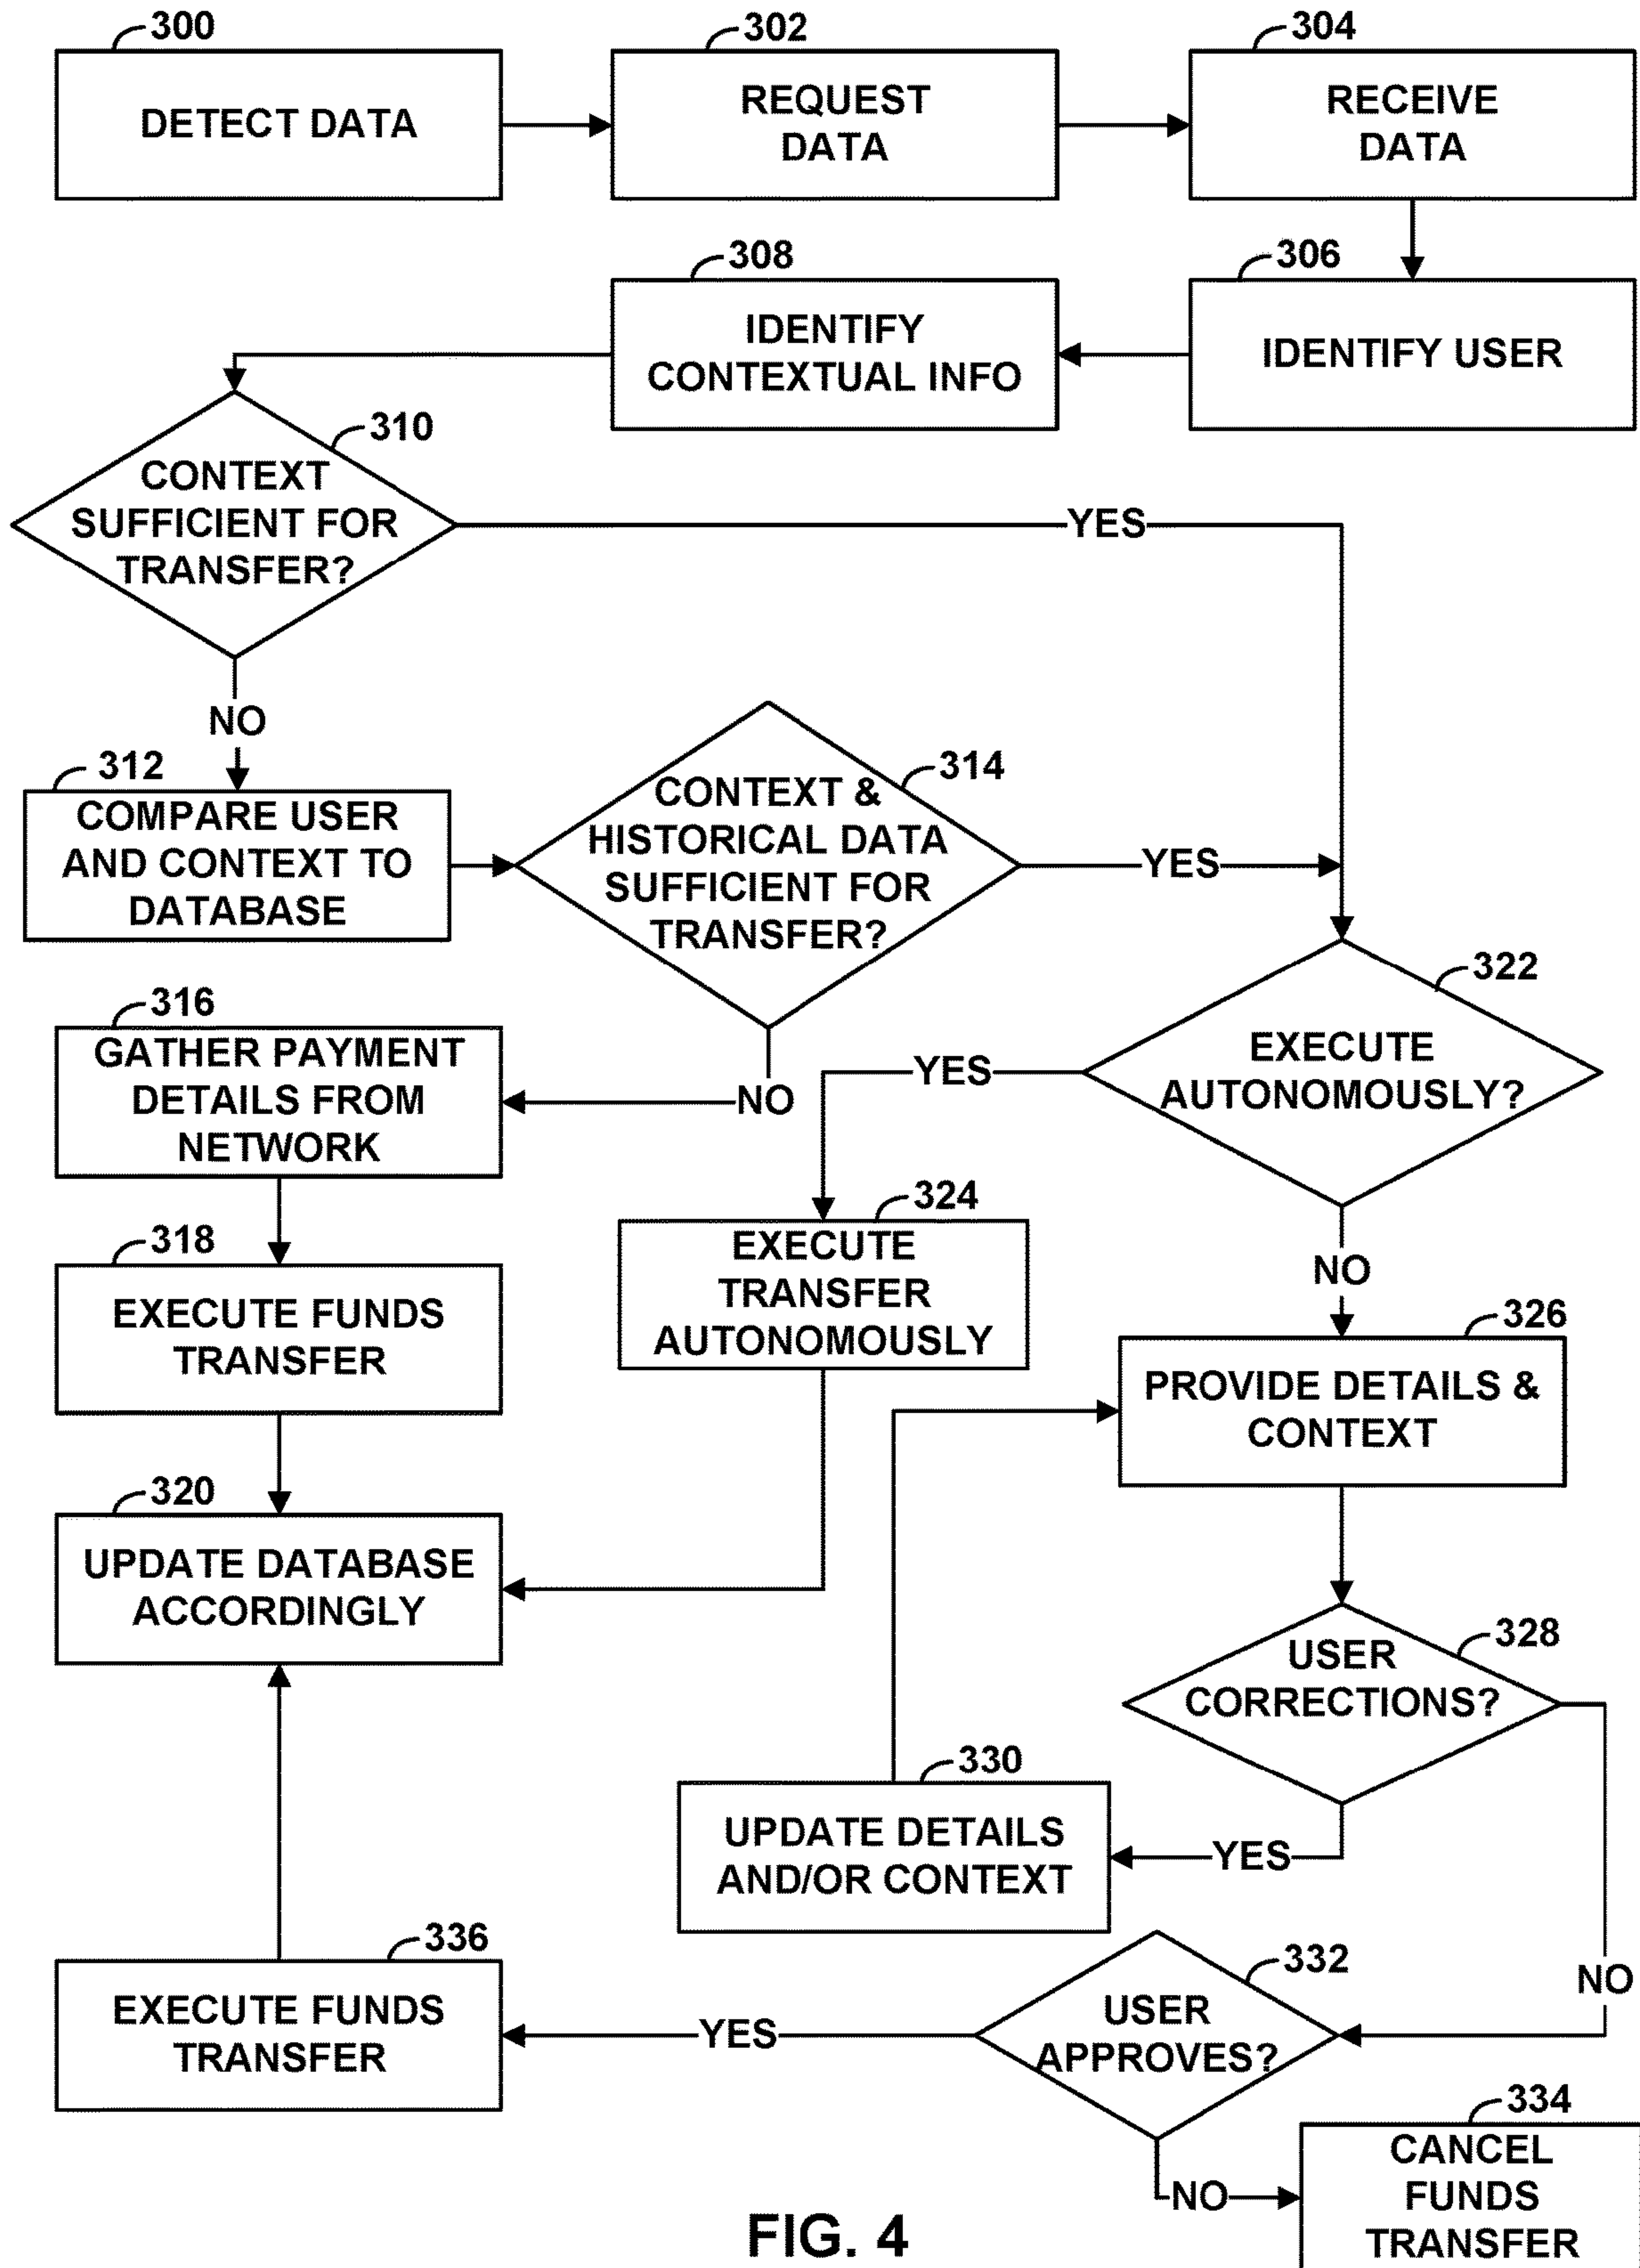 300
DETECT DATA
302
REQUEST
DATA
304
RECEIVE
DATA
306
IDENTIFY USER
308
IDENTIFY
CONTEXTUAL INFO
310
CONTEXT
SUFFICIENT FOR
TRANSFER?
YES
NO
312
COMPARE USER
AND CONTEXT TO
DATABASE
314
CONTEXT &
HISTORICAL DATA
SUFFICIENT FOR
TRANSFER?
YES
NO
316
GATHER PAYMENT
DETAILS FROM
NETWORK
318
EXECUTE FUNDS
TRANSFER
320
UPDATE DATABASE
ACCORDINGLY
322
EXECUTE
AUTONOMOUSLY?
YES
NO
324
EXECUTE
TRANSFER
AUTONOMOUSLY
326
PROVIDE DETAILS &
CONTEXT
328
USER
CORRECTIONS?
YES
NO
330
UPDATE DETAILS
AND/OR CONTEXT
332
USER
APPROVES?
YES
NO
334
CANCEL
FUNDS
TRANSFER
336
EXECUTE FUNDS
TRANSFER
FIG. 4